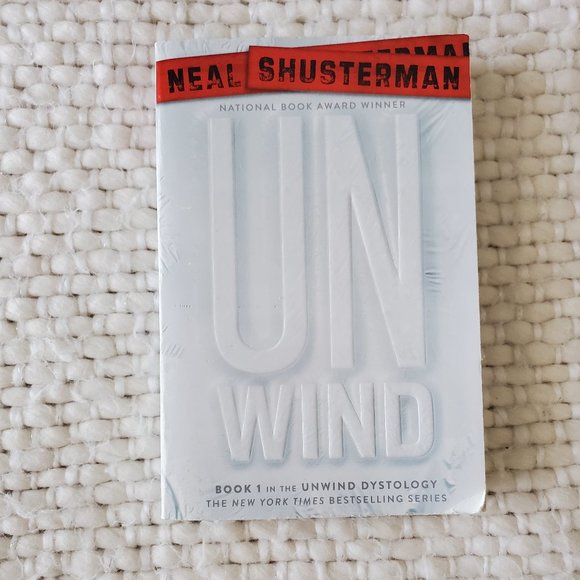 NEAL SHUSTERMAN
NATIONAL BOOK AWARD WINNER
UN
WIND
BOOK 1 IN THE UNWIND DYSTOLOGY
THE NEW YORK TIMES BESTSELLING SERIES